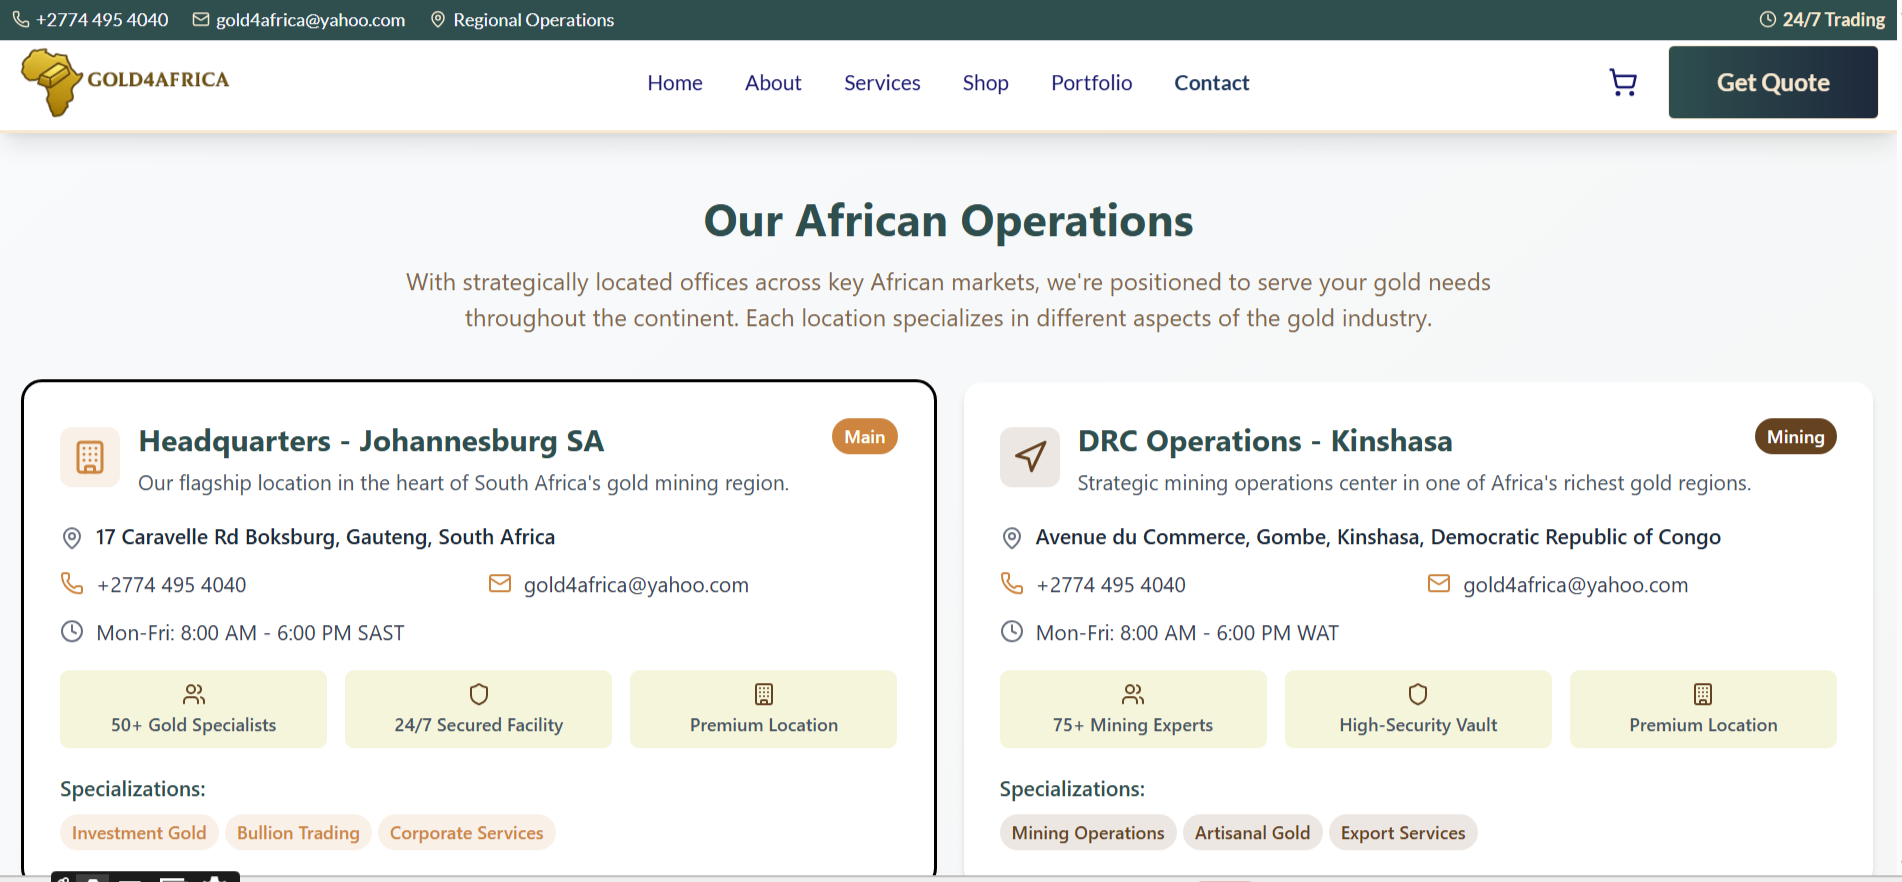 +2774 495 4040 gold4africa@yahoo.com Regional Operations 24/7 Trading
GOLD4AFRICA Home About Services Shop Portfolio Contact Get Quote
Our African Operations
With strategically located offices across key African markets, we're positioned to serve your gold needs
throughout the continent. Each location specializes in different aspects of the gold industry.
Headquarters - Johannesburg SA
Main
Our flagship location in the heart of South Africa's gold mining region.
17 Caravelle Rd Boksburg, Gauteng, South Africa
+2774 495 4040 gold4africa@yahoo.com
Mon-Fri: 8:00 AM - 6:00 PM SAST
50+ Gold Specialists 24/7 Secured Facility Premium Location
Specializations:
Investment Gold Bullion Trading Corporate Services
DRC Operations - Kinshasa
Mining
Strategic mining operations center in one of Africa's richest gold regions.
Avenue du Commerce, Gombe, Kinshasa, Democratic Republic of Congo
+2774 495 4040 gold4africa@yahoo.com
Mon-Fri: 8:00 AM - 6:00 PM WAT
75+ Mining Experts High-Security Vault Premium Location
Specializations:
Mining Operations Artisanal Gold Export Services